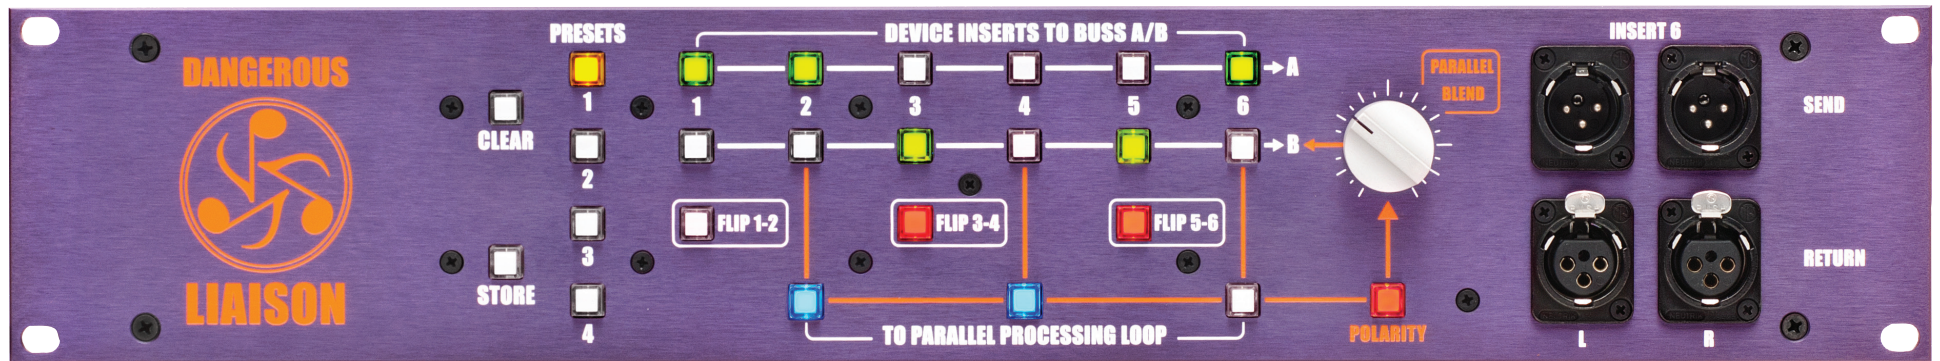 DANGEROUS
LIAISON
CLEAR
STORE
PRESETS
1
2
3
4
DEVICE INSERTS TO BUSS A/B
A
1 2 3 4 5 6
B
FLIP 1-2
FLIP 3-4
FLIP 5-6
TO PARALLEL PROCESSING LOOP
PARALLEL
BLEND
POLARITY
INSERT 6
SEND
RETURN
L R